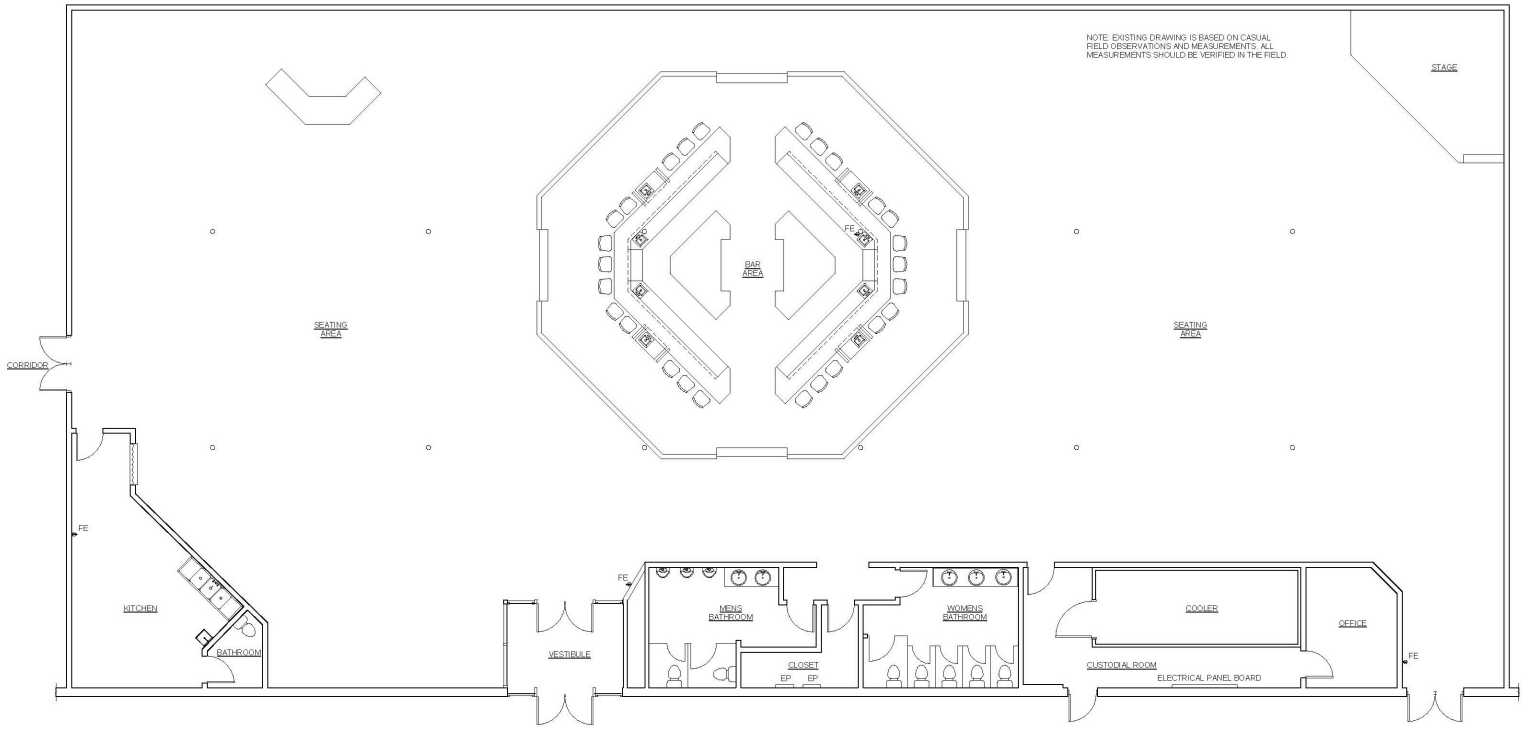 NOTE: EXISTING DRAWING IS BASED ON CASUAL
FIELD OBSERVATIONS AND MEASUREMENTS. ALL
MEASUREMENTS SHOULD BE VERIFIED IN THE FIELD.
STAGE
FE
BAR
AREA
SEATING
AREA
SEATING
AREA
CORRIDOR
FE
FE
KITCHEN
BATHROOM
VESTIBULE
MENS
BATHROOM
CLOSET
EP EP
WOMENS
BATHROOM
COOLER
OFFICE
CUSTODIAL ROOM
ELECTRICAL PANEL BOARD
FE